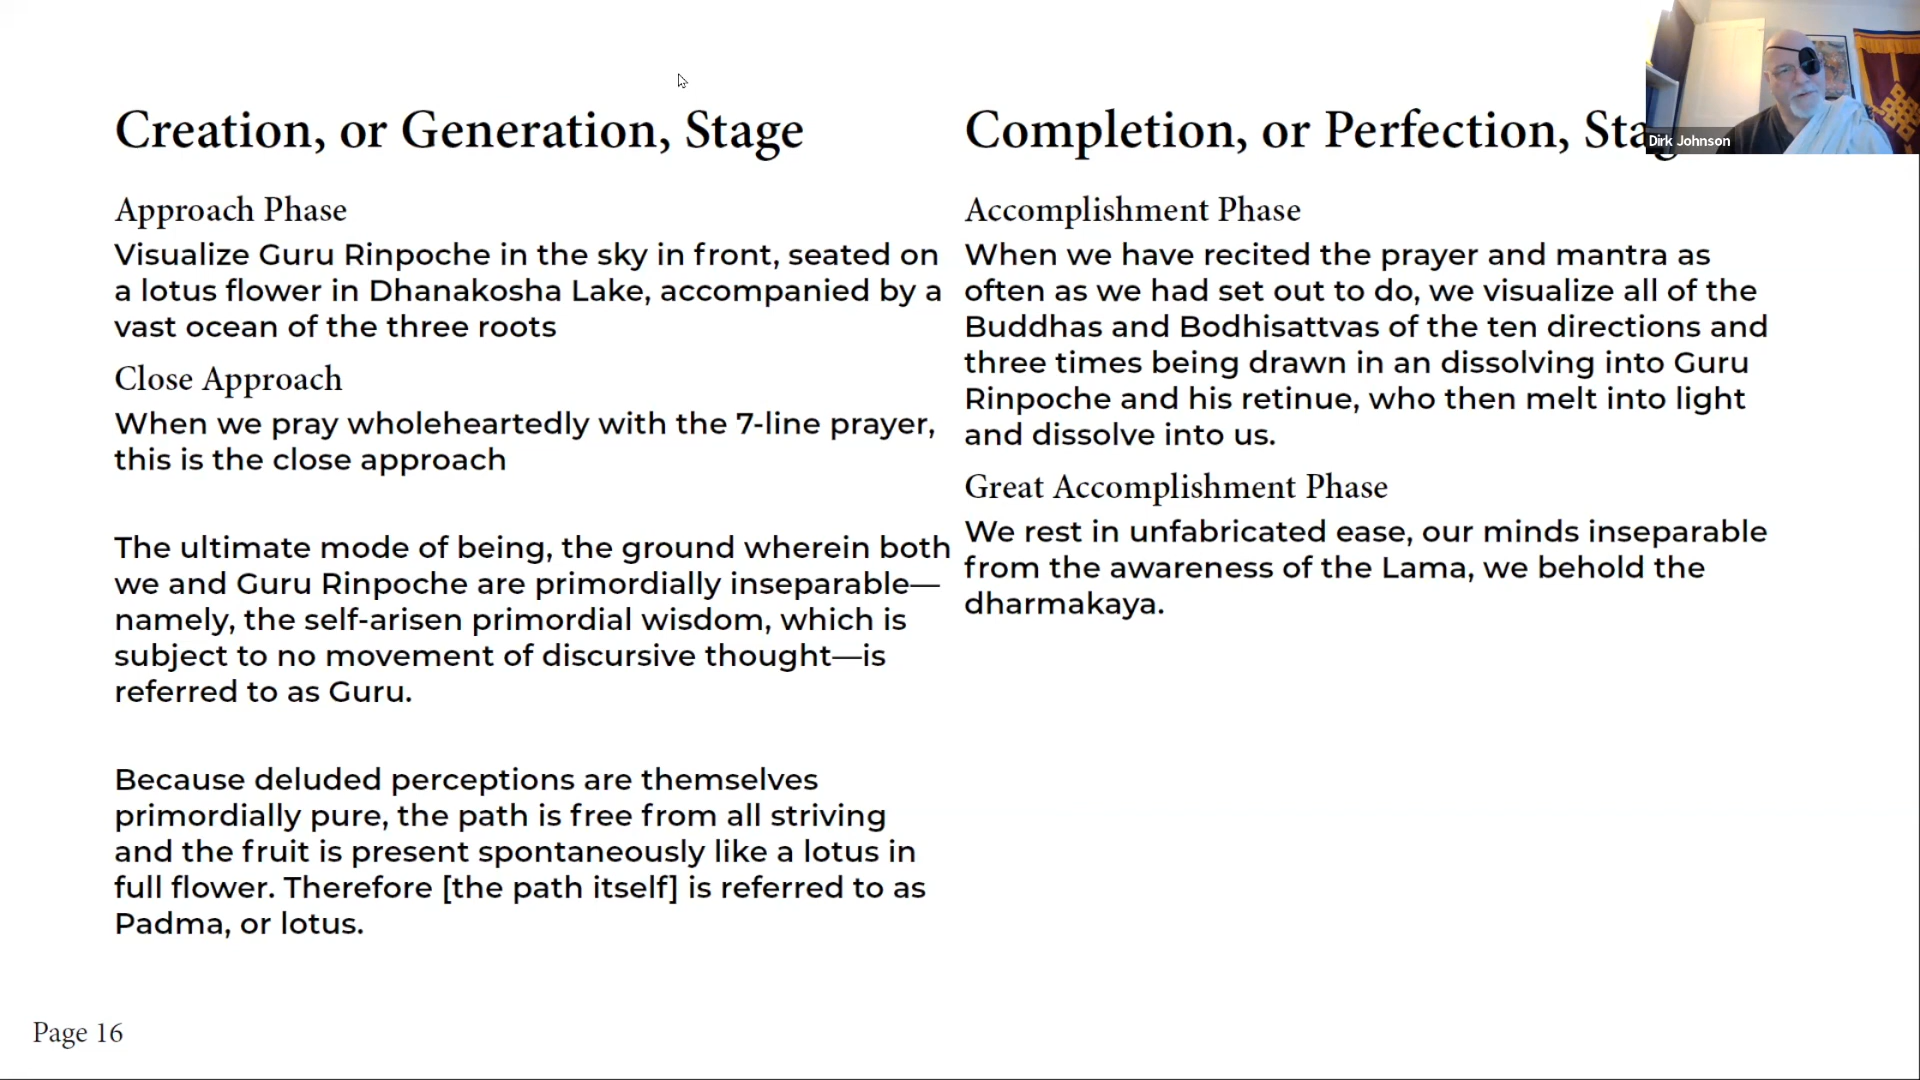 Creation, or Generation, Stage
Approach Phase
Visualize Guru Rinpoche in the sky in front, seated on
a lotus flower in Dhanakosha Lake, accompanied by a
vast ocean of the three roots
Close Approach
When we pray wholeheartedly with the 7-line prayer,
this is the close approach
The ultimate mode of being, the ground wherein both
we and Guru Rinpoche are primordially inseparable—
namely, the self-arisen primordial wisdom, which is
subject to no movement of discursive thought—is
referred to as Guru.
Because deluded perceptions are themselves
primordially pure, the path is free from all striving
and the fruit is present spontaneously like a lotus in
full flower. Therefore [the path itself] is referred to as
Padma, or lotus.
Completion, or Perfection, Stag
Accomplishment Phase
When we have recited the prayer and mantra as
often as we had set out to do, we visualize all of the
Buddhas and Bodhisattvas of the ten directions and
three times being drawn in an dissolving into Guru
Rinpoche and his retinue, who then melt into light
and dissolve into us.
Great Accomplishment Phase
We rest in unfabricated ease, our minds inseparable
from the awareness of the Lama, we behold the
dharmakaya.
Dirk Johnson
Page 16